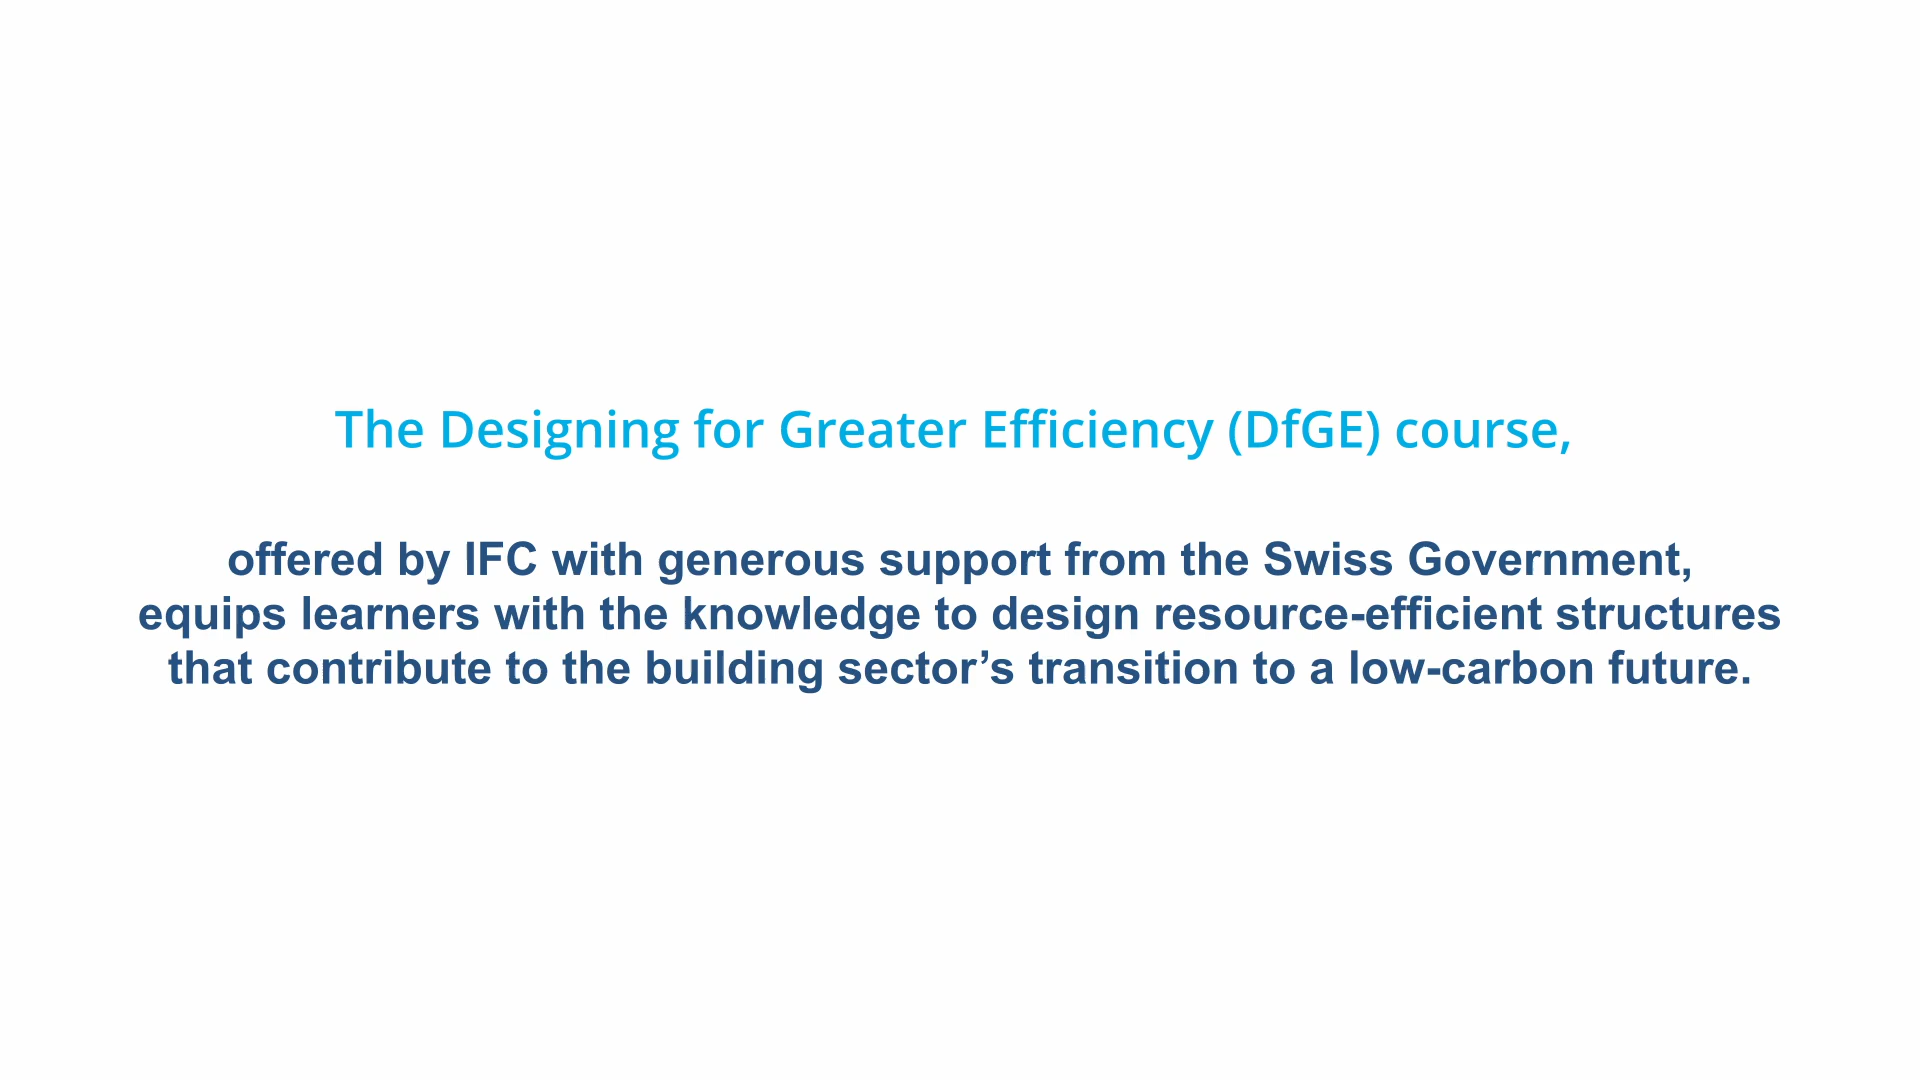 The Designing for Greater Efficiency (DfGE) course,
offered by IFC with generous support from the Swiss Government,
equips learners with the knowledge to design resource-efficient structures
that contribute to the building sector’s transition to a low-carbon future.